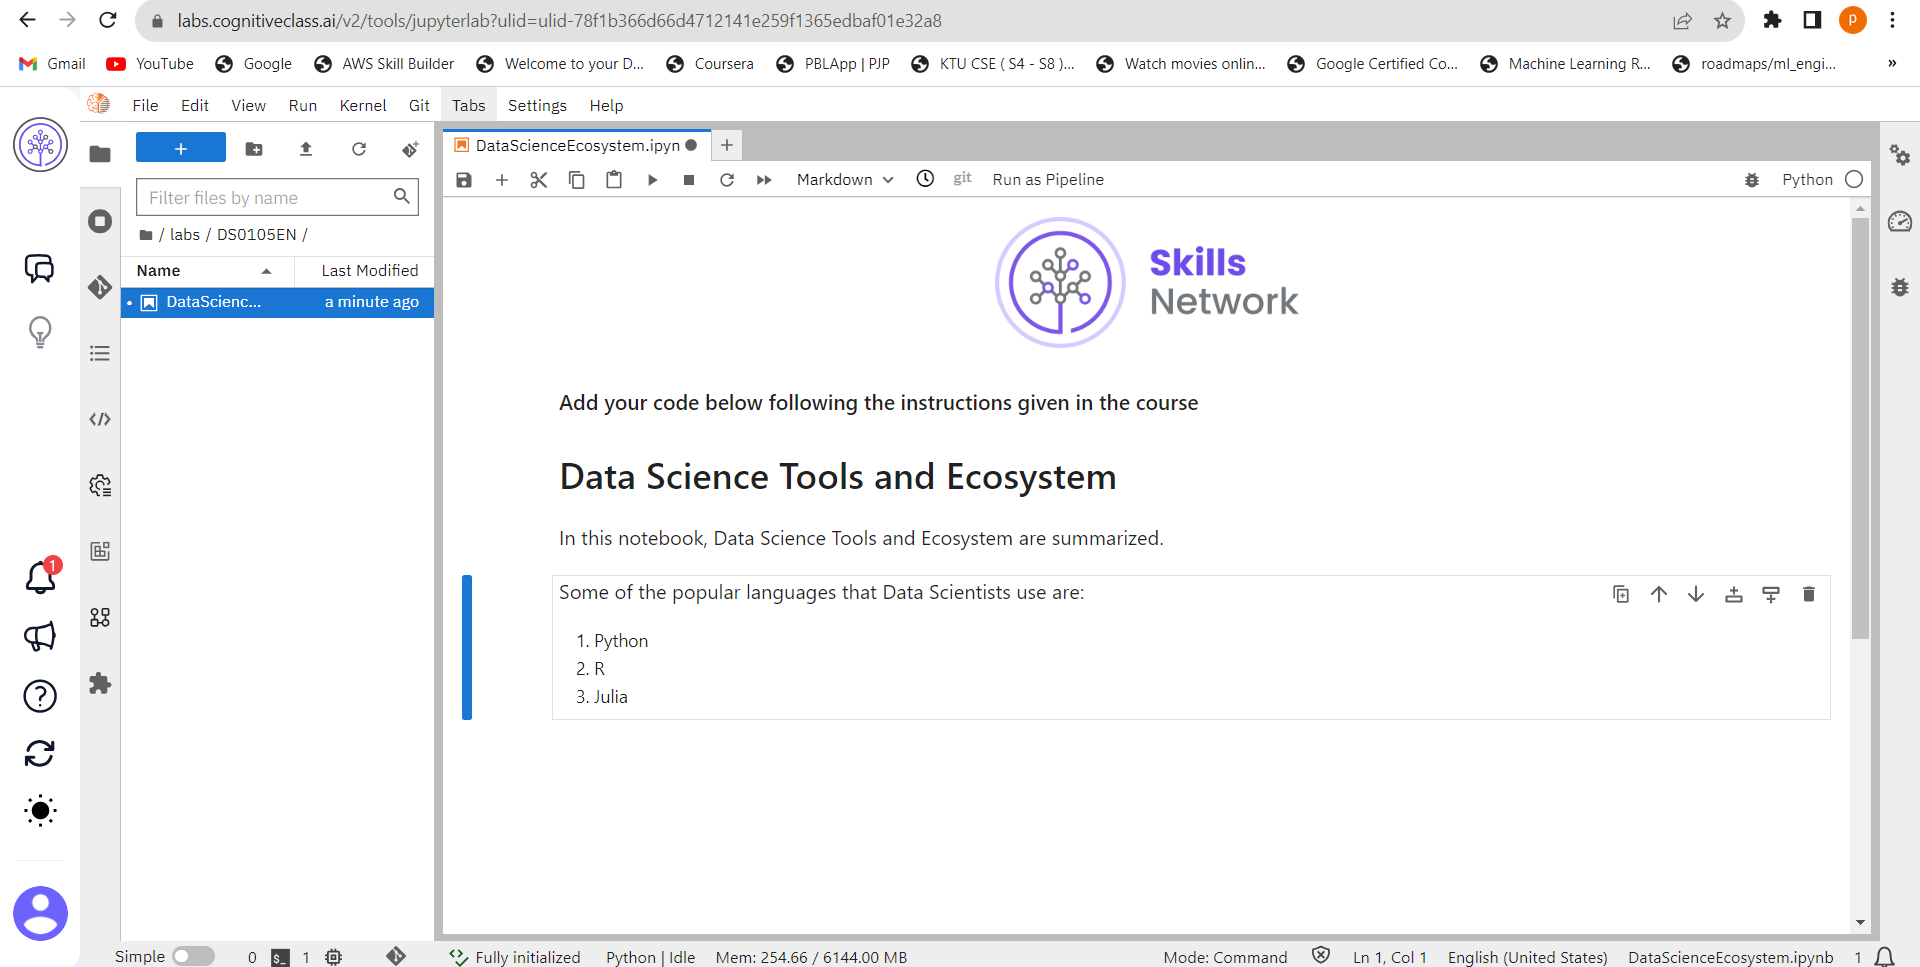 labs.cognitiveclass.ai/v2/tools/jupyterlab?ulid=ulid-78f1b366d66d4712141e259f1365edbaf01e32a8
p
Gmail YouTube Google AWS Skill Builder Welcome to your D... Coursera PBLApp | PJP KTU CSE ( S4 - S8 )... Watch movies onlin... Google Certified Co... Machine Learning R... roadmaps/ml_engi... »
File Edit View Run Kernel Git Tabs Settings Help
DataScienceEcosystem.ipyn
Markdown git Run as Pipeline Python
Filter files by name
/ labs / DS0105EN /
Name Last Modified
DataScienc... a minute ago
Skills
Network
Add your code below following the instructions given in the course
Data Science Tools and Ecosystem
In this notebook, Data Science Tools and Ecosystem are summarized.
Some of the popular languages that Data Scientists use are:
1. Python
2. R
3. Julia
1
Simple 0 1 Fully initialized Python | Idle Mem: 254.66 / 6144.00 MB Mode: Command Ln 1, Col 1 English (United States) DataScienceEcosystem.ipynb 1